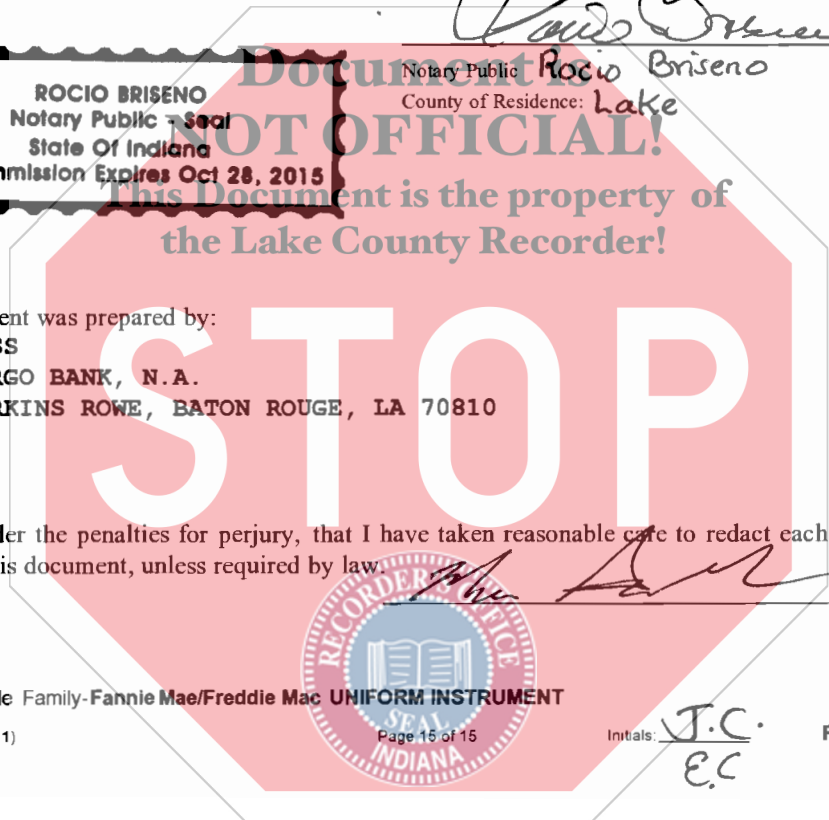 Notary Public Rocio Briseno
County of Residence: Lake
ROCIO BRISENO
Notary Public - Seal
State Of Indiana
mmission Expires Oct 28, 2015
Document is
NOT OFFICIAL!
This Document is the property of
the Lake County Recorder!
STOP
ent was prepared by:
SS
GO BANK, N.A.
KINS ROWE, BATON ROUGE, LA 70810
er the penalties for perjury, that I have taken reasonable care to redact each
is document, unless required by law.
RECORDER'S OFFICE
SEAL
INDIANA
le Family-Fannie Mae/Freddie Mac UNIFORM INSTRUMENT
1)
Page 15 of 15
Initials: J.C.
E.C